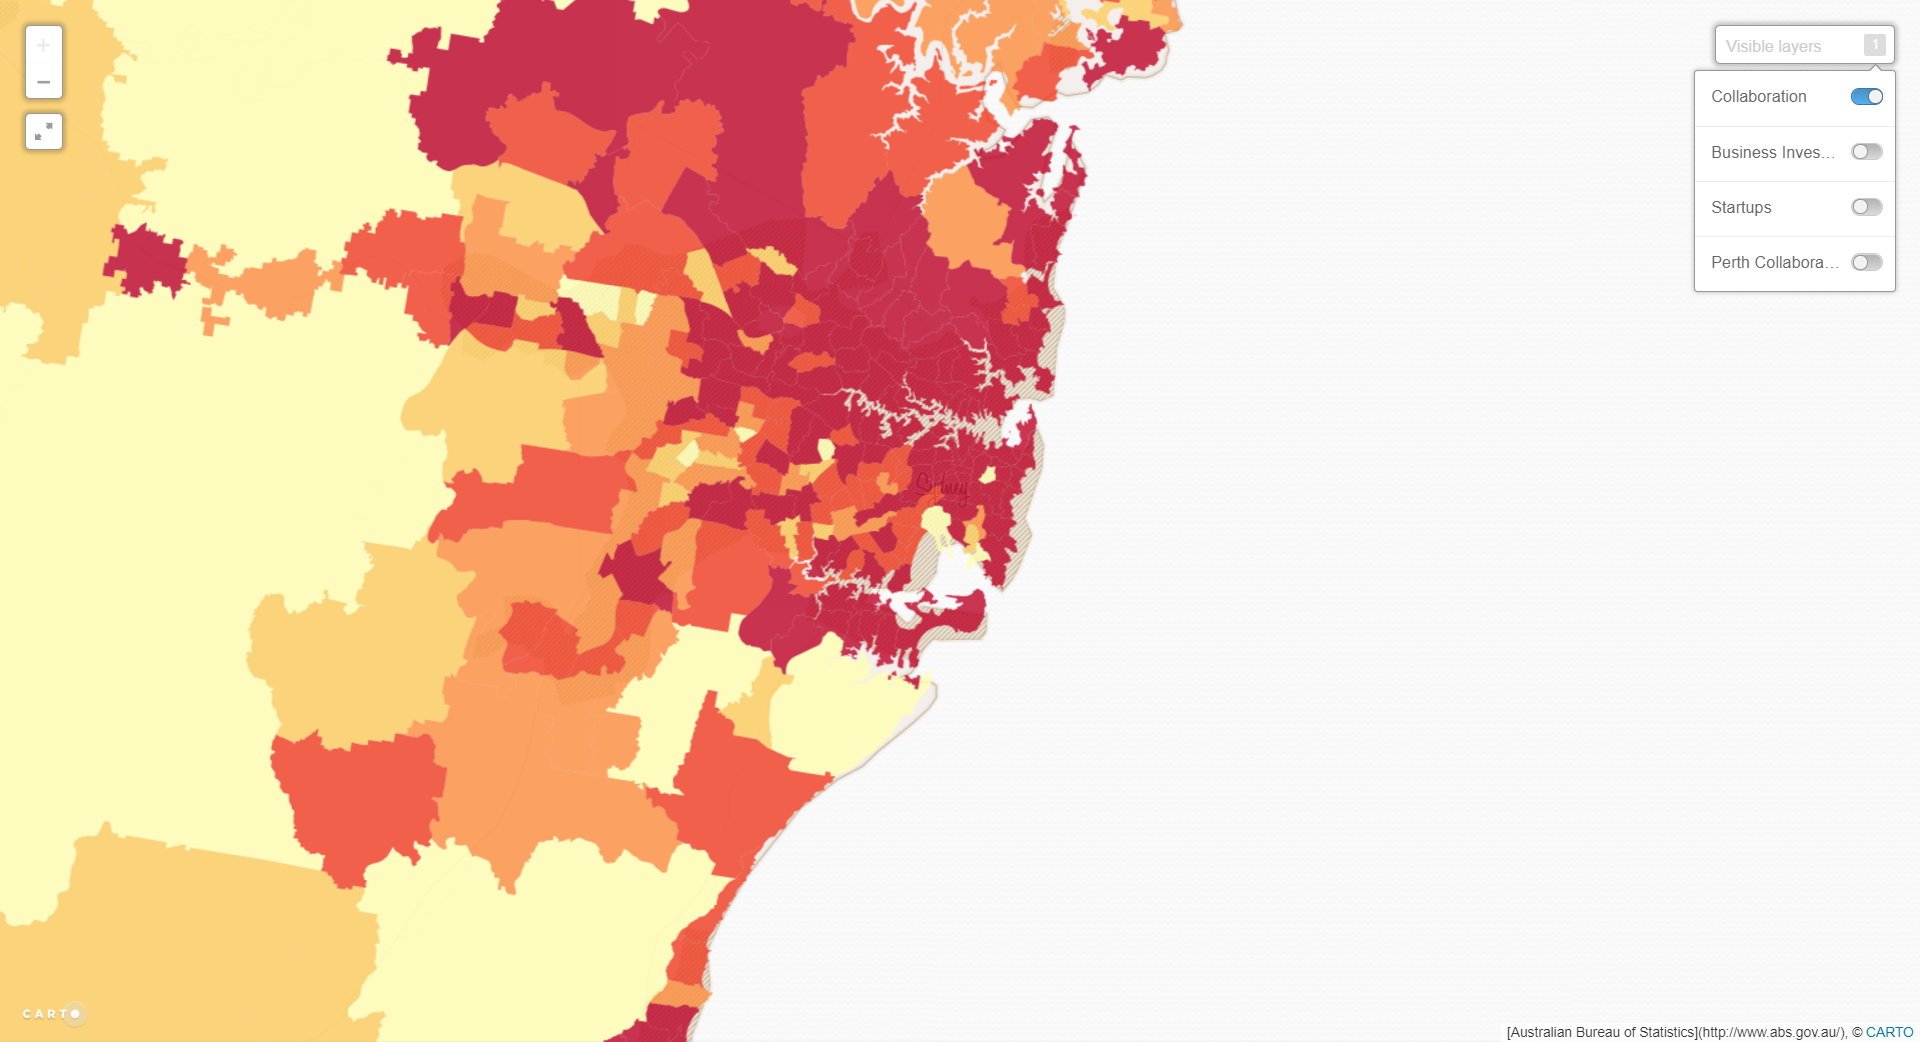 +
Visible layers 1
−
Collaboration
Business Inves...
Startups
Perth Collabora...
Sydney
CARTO
[Australian Bureau of Statistics](http://www.abs.gov.au/), © CARTO